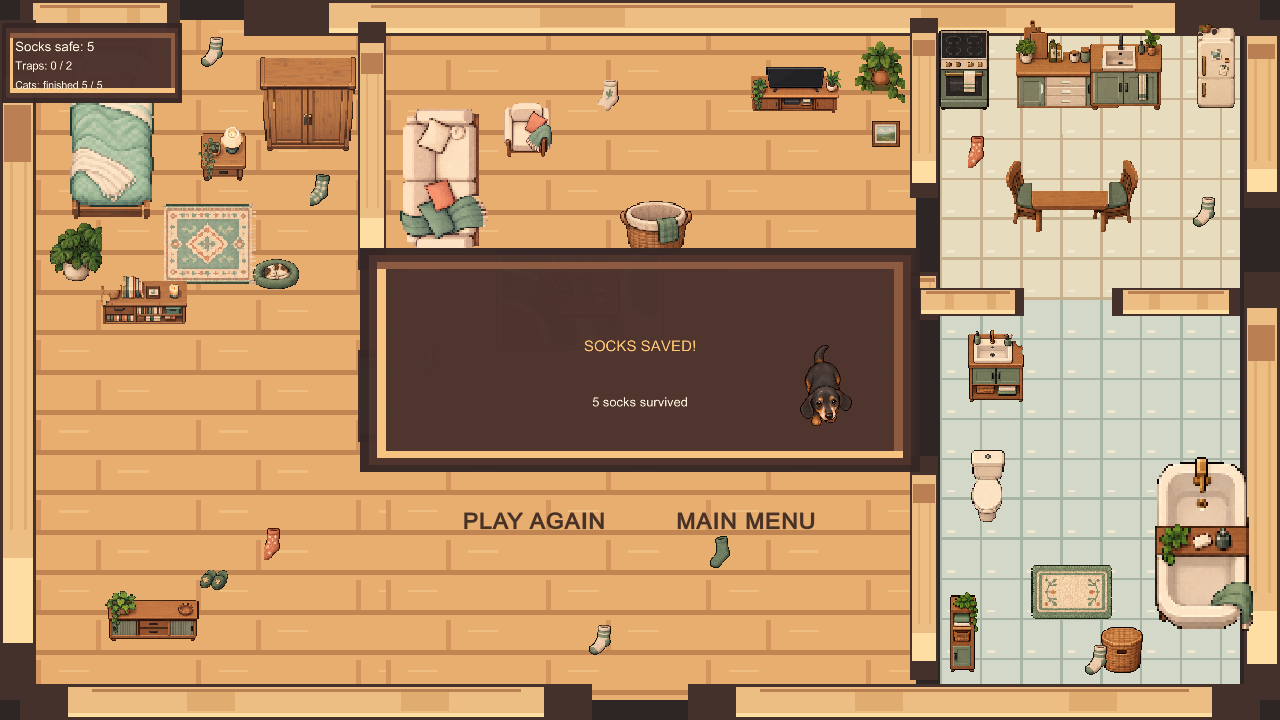 Socks safe: 5
Traps: 0 / 2
Cats: finished 5 / 5
SOCKS SAVED!
5 socks survived
PLAY AGAIN
MAIN MENU